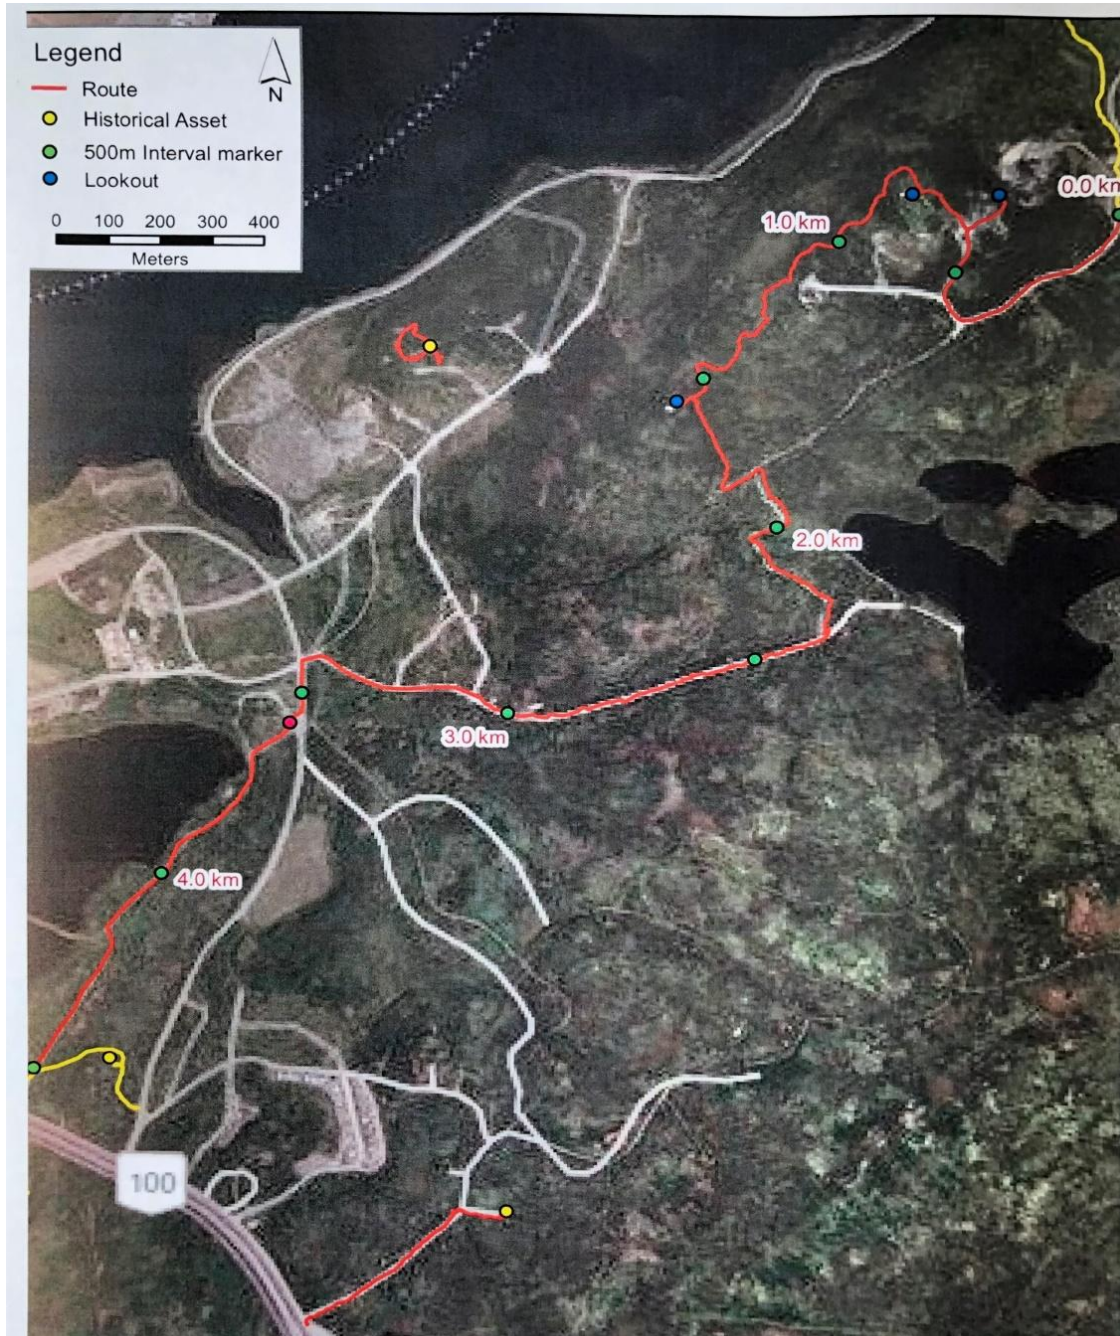 Legend
N
Route
Historical Asset
500m Interval marker
Lookout
0 100 200 300 400
Meters
0.0 km
1.0 km
2.0 km
3.0 km
4.0 km
100